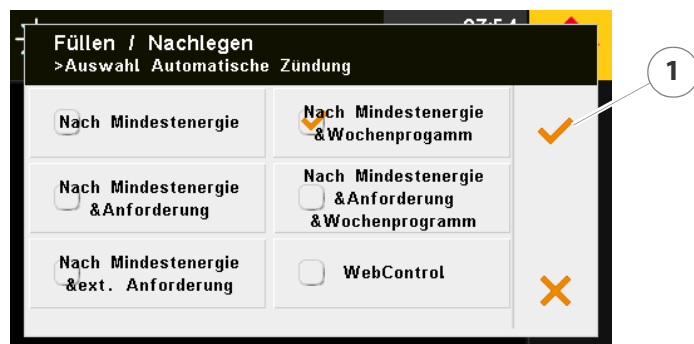 Füllen / Nachlegen
>Auswahl Automatische Zündung
Nach Mindestenergie
Nach Mindestenergie
&Wochenprogamm
Nach Mindestenergie
&Anforderung
Nach Mindestenergie
&Anforderung
&Wochenprogramm
Nach Mindestenergie
&ext. Anforderung
WebControl
1